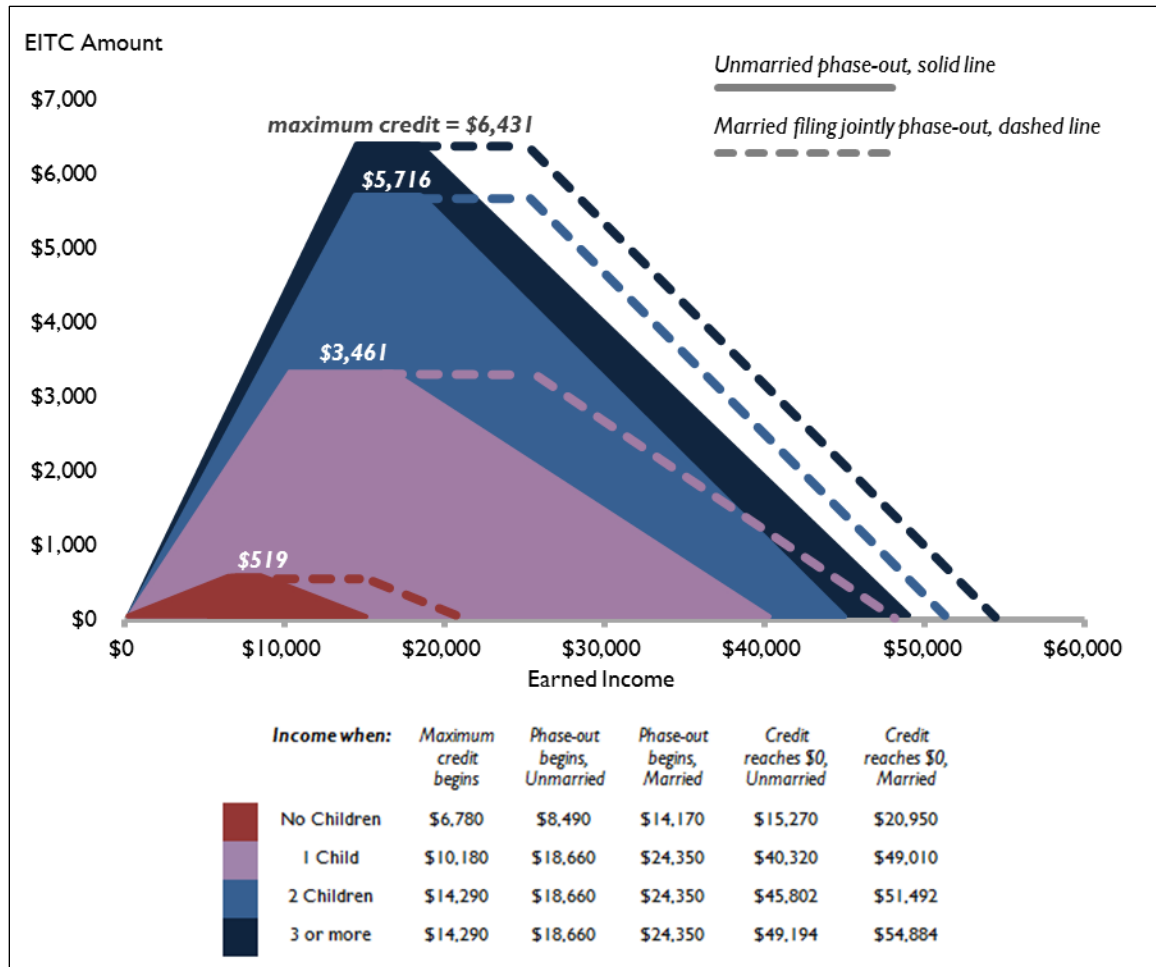 EITC Amount
Unmarried phase-out, solid line
$7,000
maximum credit = $6,431
Married filing jointly phase-out, dashed line
$6,000
$5,716
$5,000
$4,000
$3,461
$3,000
$2,000
$1,000
$519
$0
$0 $10,000 $20,000 $30,000 $40,000 $50,000 $60,000
Earned Income
Income when: Maximum credit begins Phase-out begins, Unmarried Phase-out begins, Married Credit reaches $0, Unmarried Credit reaches $0, Married
No Children $6,780 $8,490 $14,170 $15,270 $20,950
1 Child $10,180 $18,660 $24,350 $40,320 $49,010
2 Children $14,290 $18,660 $24,350 $45,802 $51,492
3 or more $14,290 $18,660 $24,350 $49,194 $54,884